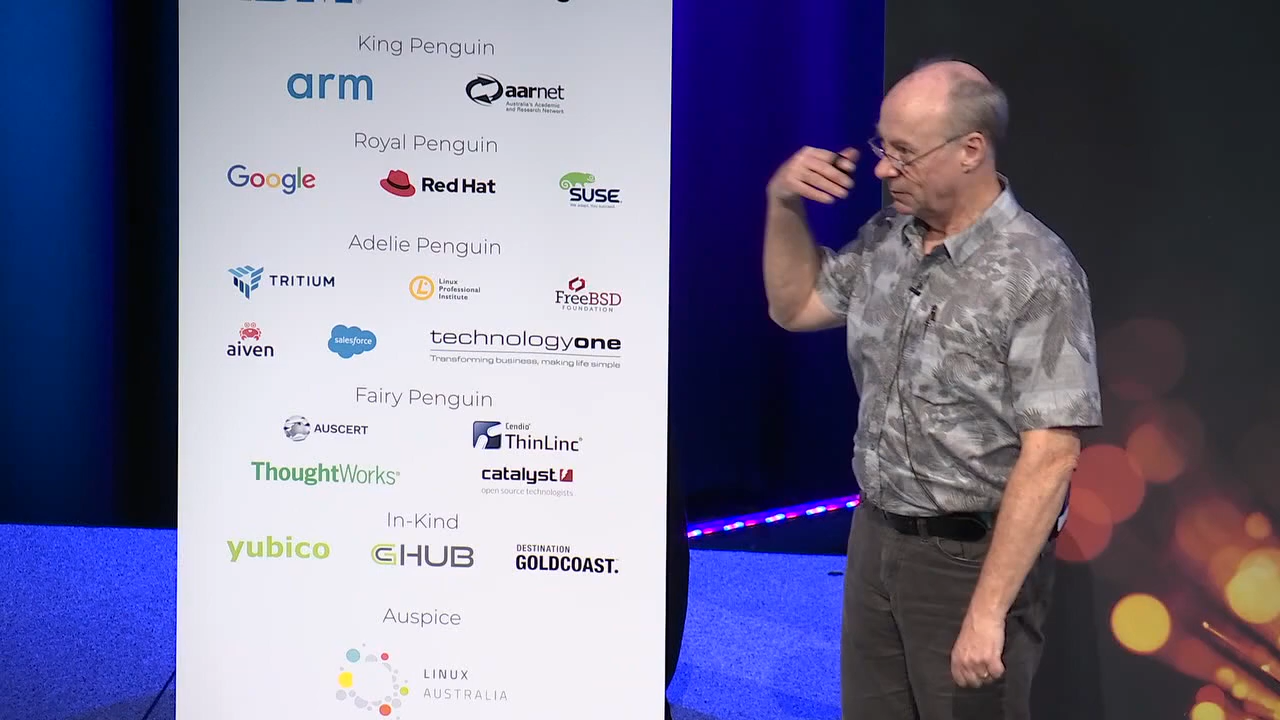 King Penguin
arm
aarnet
Australia's Academic
and Research Network
Royal Penguin
Google
Red Hat
SUSE
Adelie Penguin
TRITIUM
Linux
Professional
Institute
FreeBSD
FOUNDATION
aiven
salesforce
technologyone
Transforming business, making life simple
Fairy Penguin
AUSCERT
Cendio
ThinLinc
ThoughtWorks
catalyst
open source technologists
In-Kind
yubico
GHUB
DESTINATION
GOLDCOAST.
Auspice
LINUX
AUSTRALIA